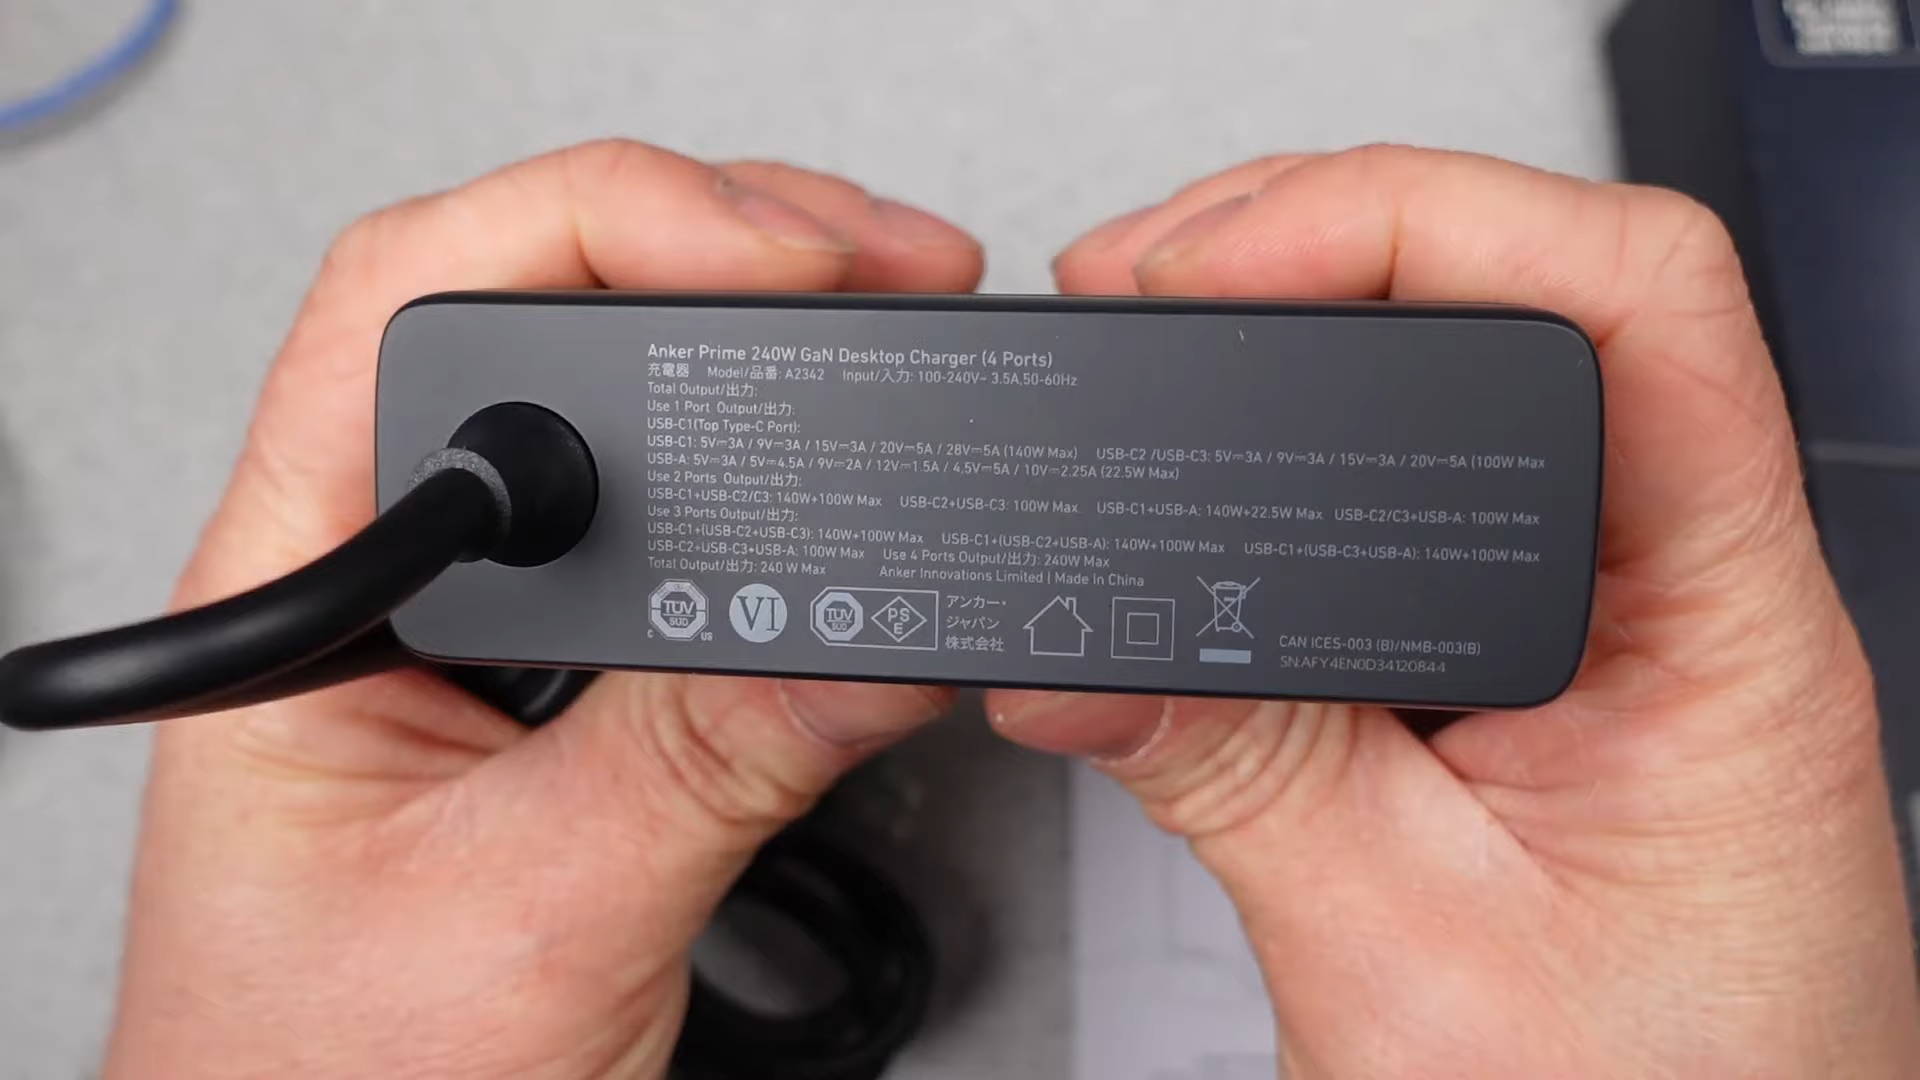 Anker Prime 240W GaN Desktop Charger (4 Ports)
充電器 Model/品番: A2342 Input/入力: 100-240V~ 3.5A,50-60Hz
Total Output/出力:
Use 1 Port Output/出力:
USB-C1(Top Type-C Port):
USB-C1: 5V⎓3A / 9V⎓3A / 15V⎓3A / 20V⎓5A / 28V⎓5A (140W Max) USB-C2 /USB-C3: 5V⎓3A / 9V⎓3A / 15V⎓3A / 20V⎓5A (100W Max
USB-A: 5V⎓3A / 5V⎓4.5A / 9V⎓2A / 12V⎓1.5A / 4.5V⎓5A / 10V⎓2.25A (22.5W Max)
Use 2 Ports Output/出力:
USB-C1+USB-C2/C3: 140W+100W Max USB-C2+USB-C3: 100W Max USB-C1+USB-A: 140W+22.5W Max USB-C2/C3+USB-A: 100W Max
Use 3 Ports Output/出力:
USB-C1+(USB-C2+USB-C3): 140W+100W Max USB-C1+(USB-C2+USB-A): 140W+100W Max USB-C1+(USB-C3+USB-A): 140W+100W Max
USB-C2+USB-C3+USB-A: 100W Max Use 4 Ports Output/出力: 240W Max
Total Output/出力: 240 W Max Anker Innovations Limited | Made In China
TÜV SÜD
C US
VI
TÜV SÜD
PS E
アンカー・
ジャパン
株式会社
CAN ICES-003 (B)/NMB-003(B)
SN:AFY4EN0D34120844